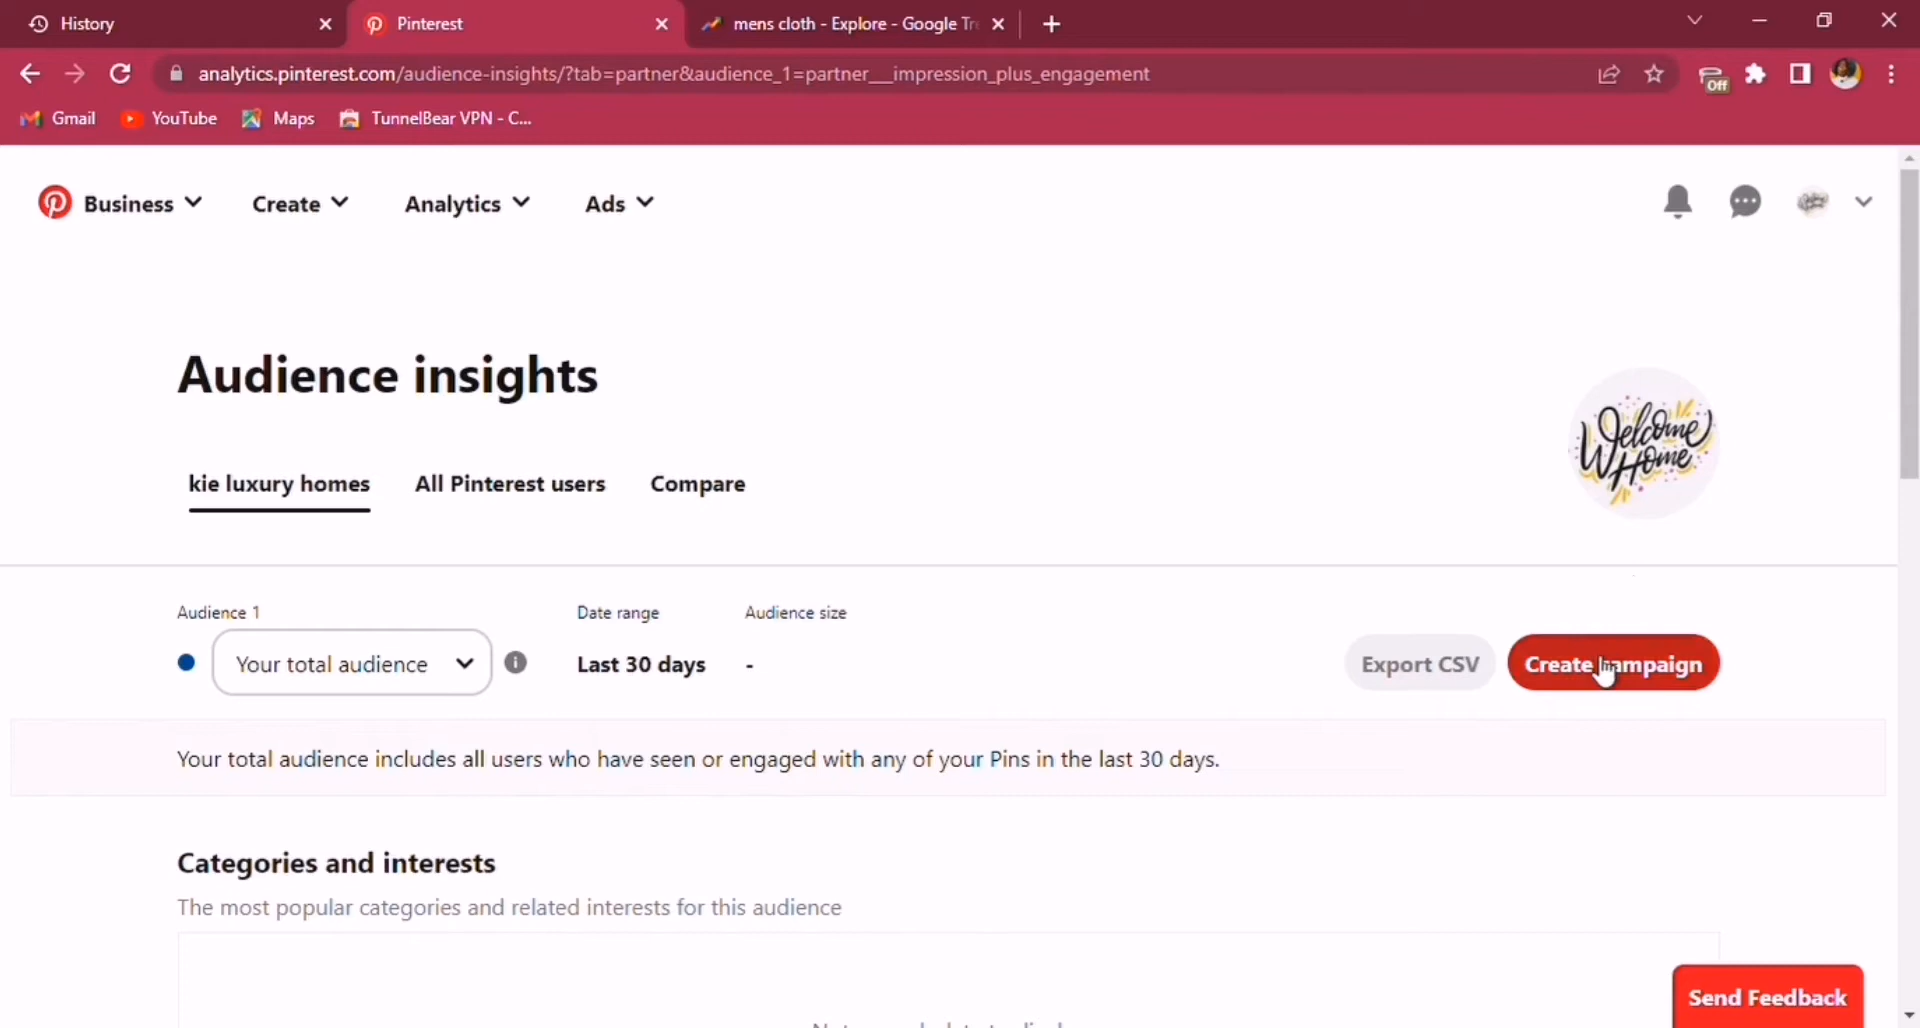 History
Pinterest
mens cloth - Explore - Google Tr
analytics.pinterest.com/audience-insights/?tab=partner&audience_1=partner__impression_plus_engagement
Off
Gmail
YouTube
Maps
TunnelBear VPN - C...
Business
Create
Analytics
Ads
Audience insights
Welcome
Home
kie luxury homes
All Pinterest users
Compare
Audience 1
Date range
Audience size
Your total audience
Last 30 days
-
Export CSV
Create campaign
Your total audience includes all users who have seen or engaged with any of your Pins in the last 30 days.
Categories and interests
The most popular categories and related interests for this audience
Send Feedback